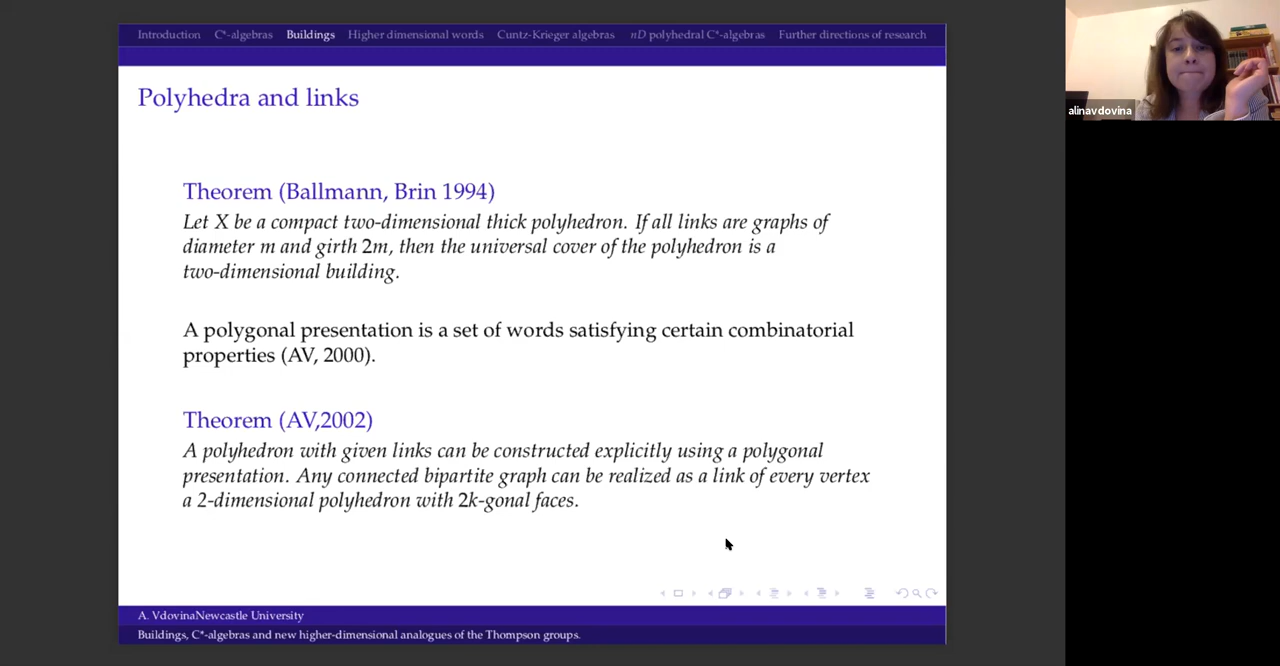 Introduction C*-algebras Buildings Higher dimensional words Cuntz-Krieger algebras nD polyhedral C*-algebras Further directions of research
Polyhedra and links
Theorem (Ballmann, Brin 1994)
Let X be a compact two-dimensional thick polyhedron. If all links are graphs of
diameter m and girth 2m, then the universal cover of the polyhedron is a
two-dimensional building.
A polygonal presentation is a set of words satisfying certain combinatorial
properties (AV, 2000).
Theorem (AV,2002)
A polyhedron with given links can be constructed explicitly using a polygonal
presentation. Any connected bipartite graph can be realized as a link of every vertex
a 2-dimensional polyhedron with 2k-gonal faces.
A. VdovinaNewcastle University
Buildings, C*-algebras and new higher-dimensional analogues of the Thompson groups.
alinavdovina